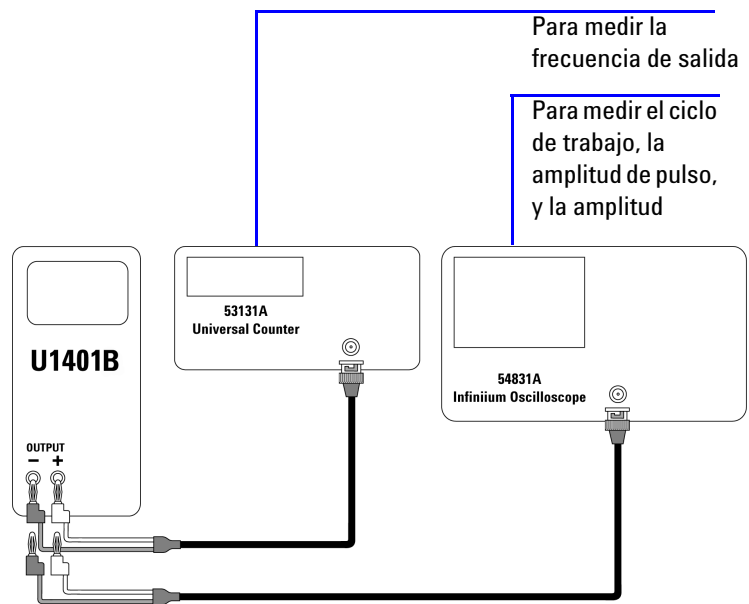 Para medir la
frecuencia de salida
Para medir el ciclo
de trabajo, la
amplitud de pulso,
y la amplitud
U1401B
OUTPUT
– +
53131A
Universal Counter
54831A
Infiniium Oscilloscope